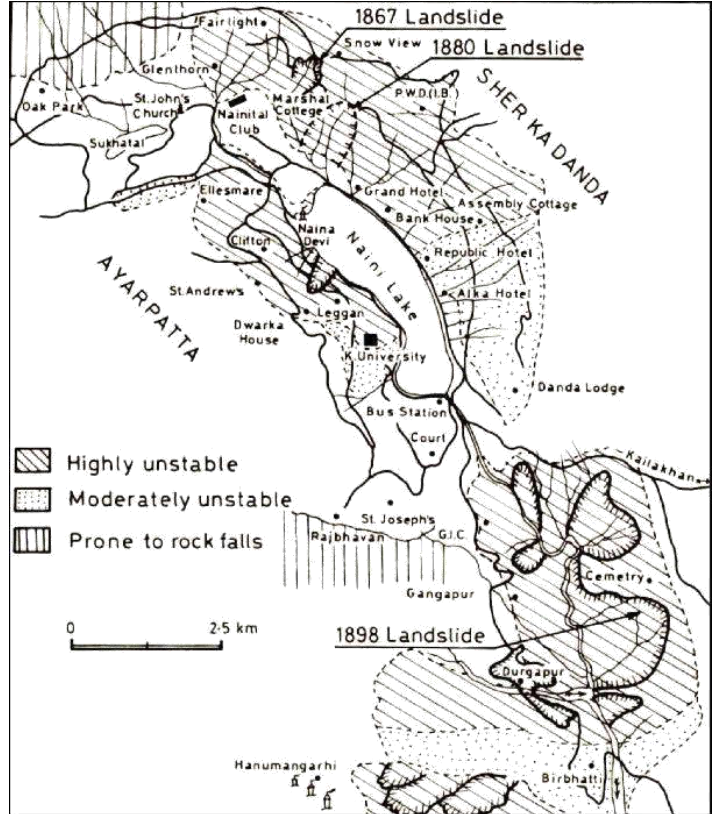 1867 Landslide
Fairlight
Snow View
1880 Landslide
Glenthorn
P.W.D.(I.B.)
SHER KA DANDA
Oak Park
St. John's
Church
Nainital
Club
Marshal
Cottege
Sukhatal
Ellesmare
Grand Hotel
Assembly Cottage
Bank House
Naina
Devi
Clifton
Naini Lake
Republic Hotel
AYARPATTA
St.Andrew's
Alka Hotel
Leggan
Dwarka
House
K.University
Danda Lodge
Bus Station
Court
Kailakhan
Highly unstable
Moderately unstable
Prone to rock falls
St. Joseph's
Rajbhavan
G.I.C.
Cemetry
Gangapur
0 2·5 km
1898 Landslide
Durgapur
Hanumangarhi
Birbhatti